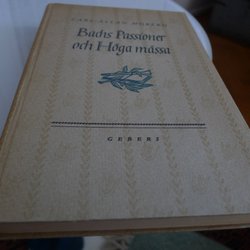 CARL-ALLAN MOBERG
Bachs Passioner
och Höga mässa
GEBERS